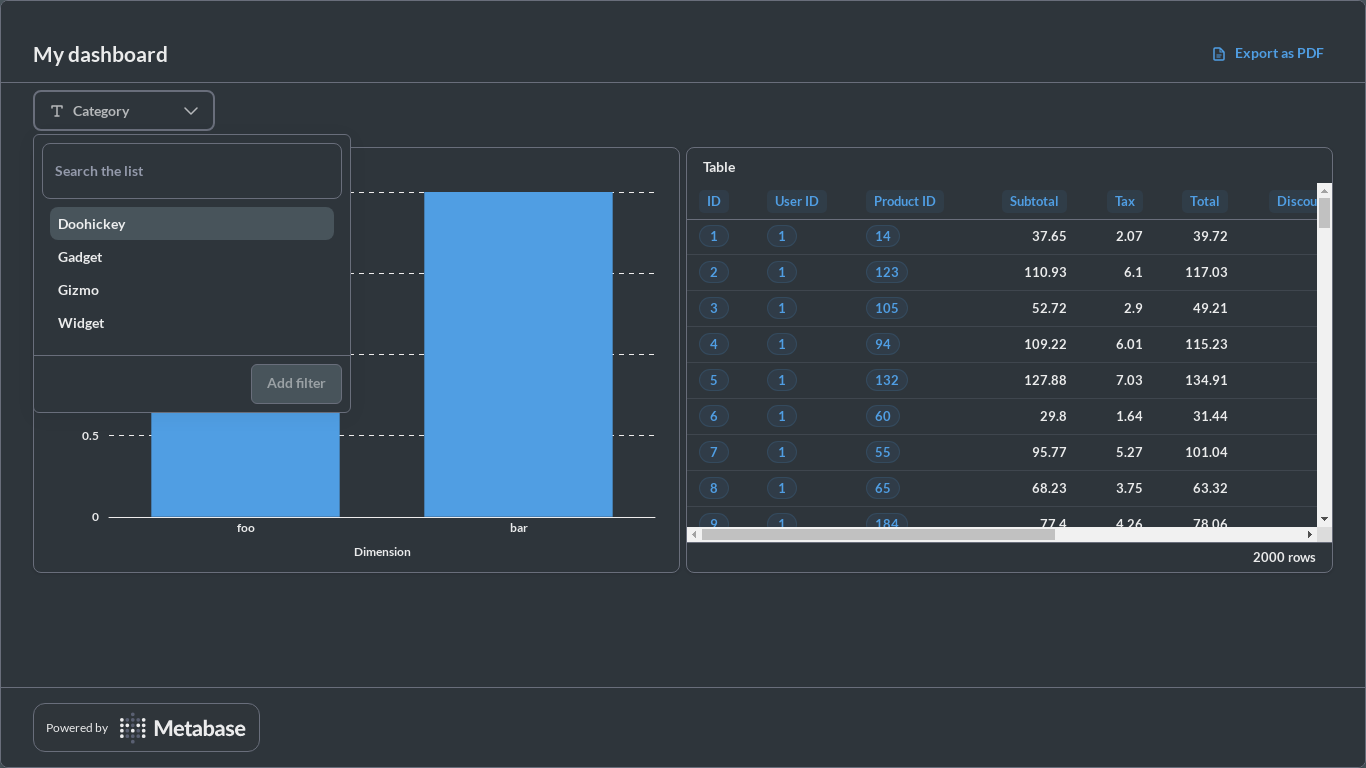 My dashboard
Export as PDF
Category
Search the list
Doohickey
Gadget
Gizmo
Widget
Add filter
0.5
0
foo bar
Dimension
Table
ID User ID Product ID Subtotal Tax Total Discou
1 1 14 37.65 2.07 39.72
2 1 123 110.93 6.1 117.03
3 1 105 52.72 2.9 49.21
4 1 94 109.22 6.01 115.23
5 1 132 127.88 7.03 134.91
6 1 60 29.8 1.64 31.44
7 1 55 95.77 5.27 101.04
8 1 65 68.23 3.75 63.32
9 1 184 77.4 4.26 78.06
2000 rows
Powered by Metabase